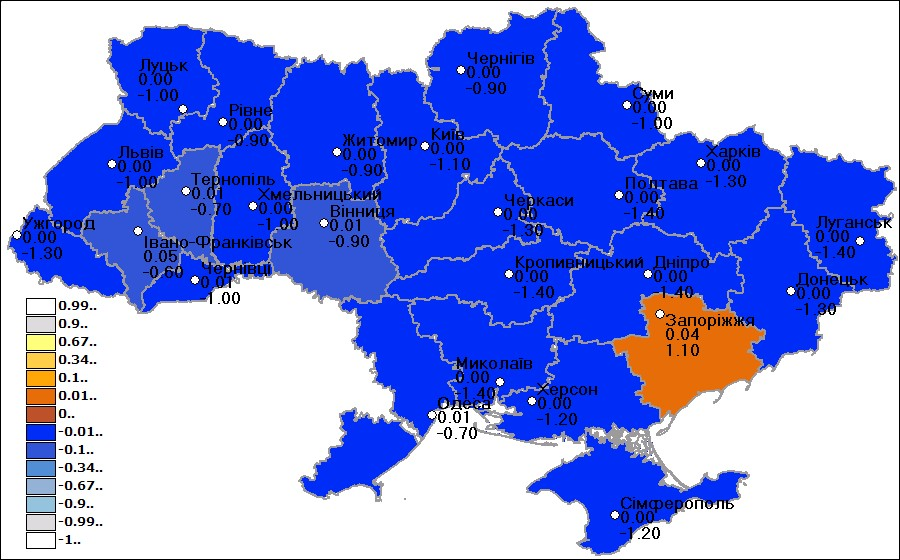 Чернігів
0.00
-0.90
Луцьк
0.00
-1.00
Суми
0.00
-1.00
Рівне
0.00
-0.90
Житомир
0.00
-0.90
Київ
0.00
-1.10
Харків
0.00
-1.30
Львів
0.00
-1.00
Тернопіль
0.01
-0.70
Хмельницький
0.00
-1.00
Вінниця
0.01
-0.90
Черкаси
0.00
-1.30
Полтава
0.00
-1.40
Ужгород
0.00
-1.30
Івано-Франківськ
0.05
-0.60
Луганськ
0.00
-1.40
Чернівці
0.01
-1.00
Кропивницький
0.00
-1.40
Дніпро
0.00
-1.40
Донецьк
0.00
-1.30
Запоріжжя
0.04
1.10
Миколаїв
0.00
-1.40
Херсон
0.00
-1.20
Одеса
0.01
-0.70
Сімферополь
0.00
-1.20
0.99..
0.9..
0.67..
0.34..
0.1..
0.01..
0..
-0.01..
-0.1..
-0.34..
-0.67..
-0.9..
-0.99..
-1..